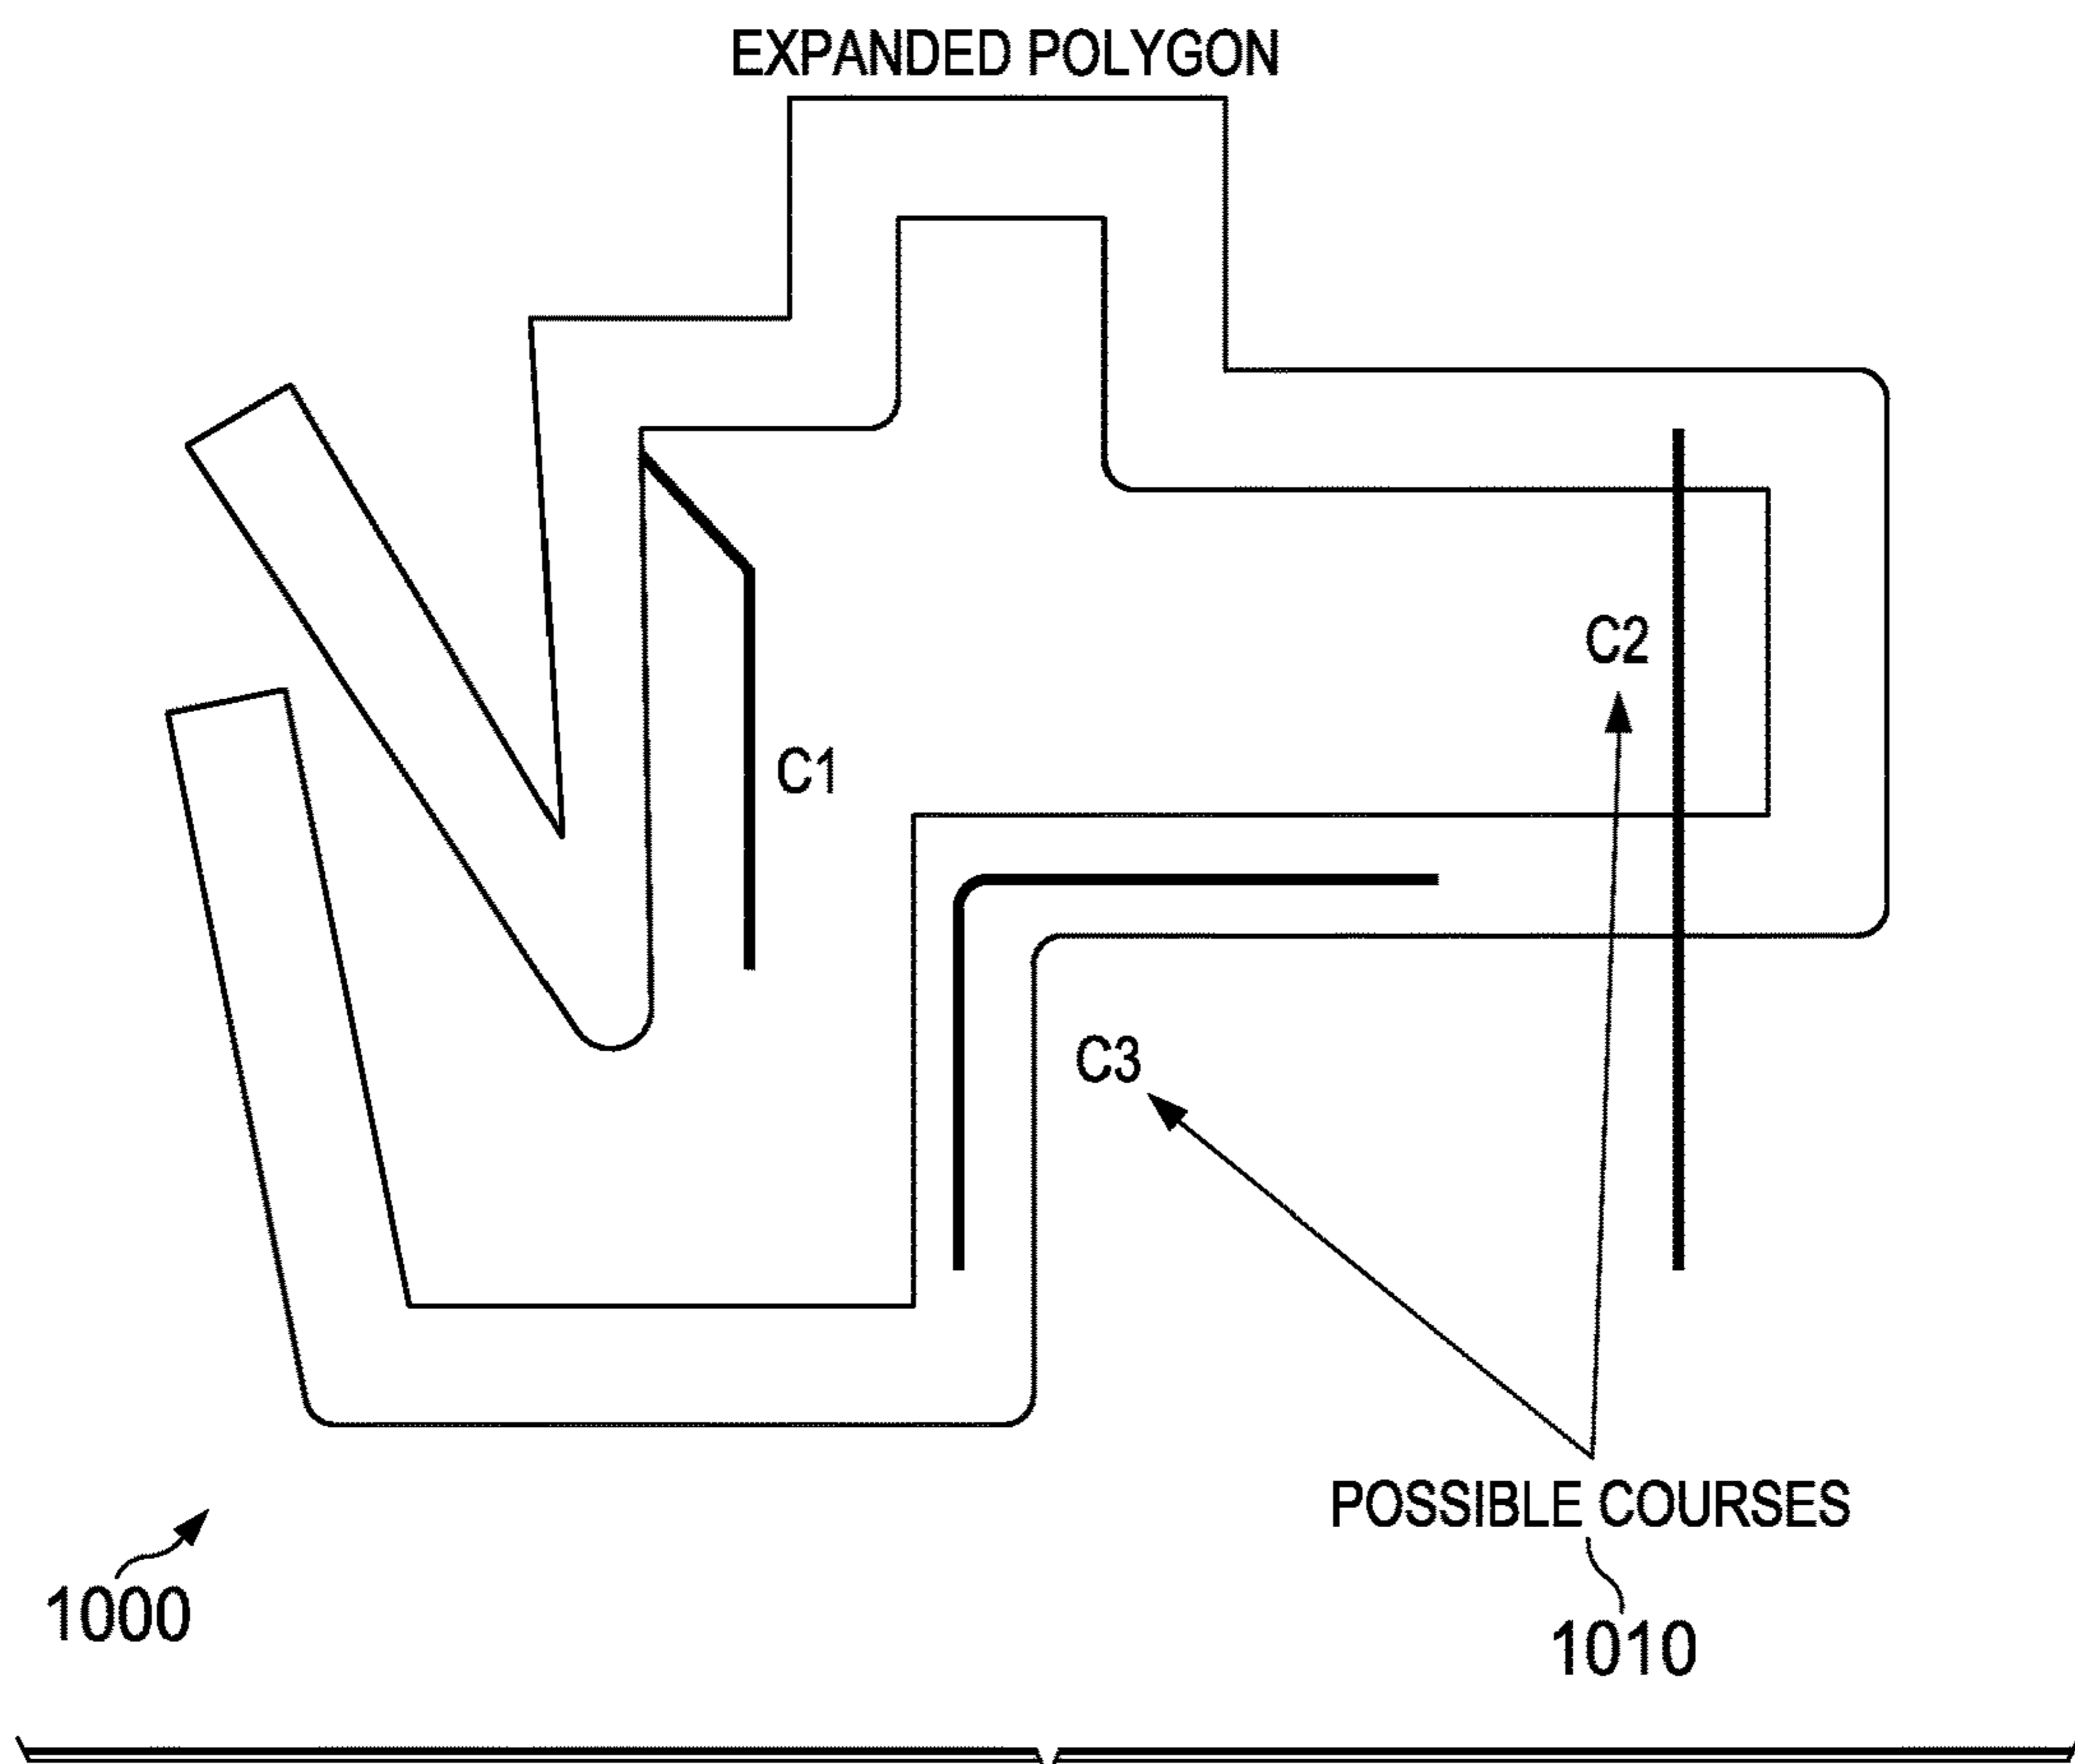 EXPANDED POLYGON
C2
C1
C3
POSSIBLE COURSES
1000
1010